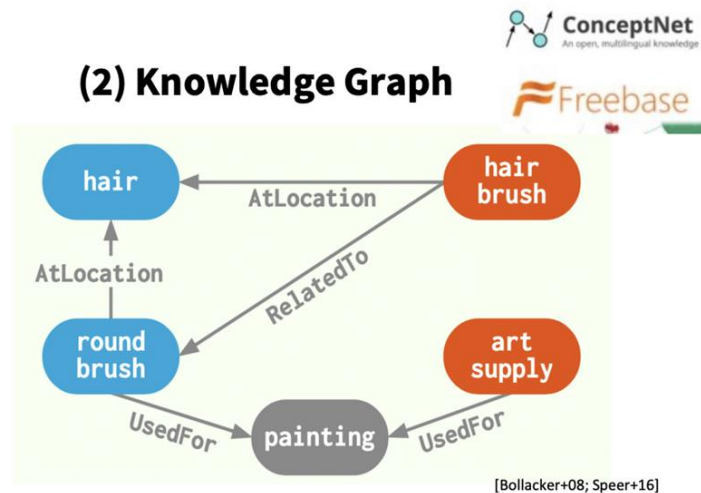 ConceptNet
An open, multilingual knowledge
(2) Knowledge Graph
Freebase
hair
hair
brush
AtLocation
AtLocation
RelatedTo
round
brush
art
supply
UsedFor
painting
UsedFor
[Bollacker+08; Speer+16]